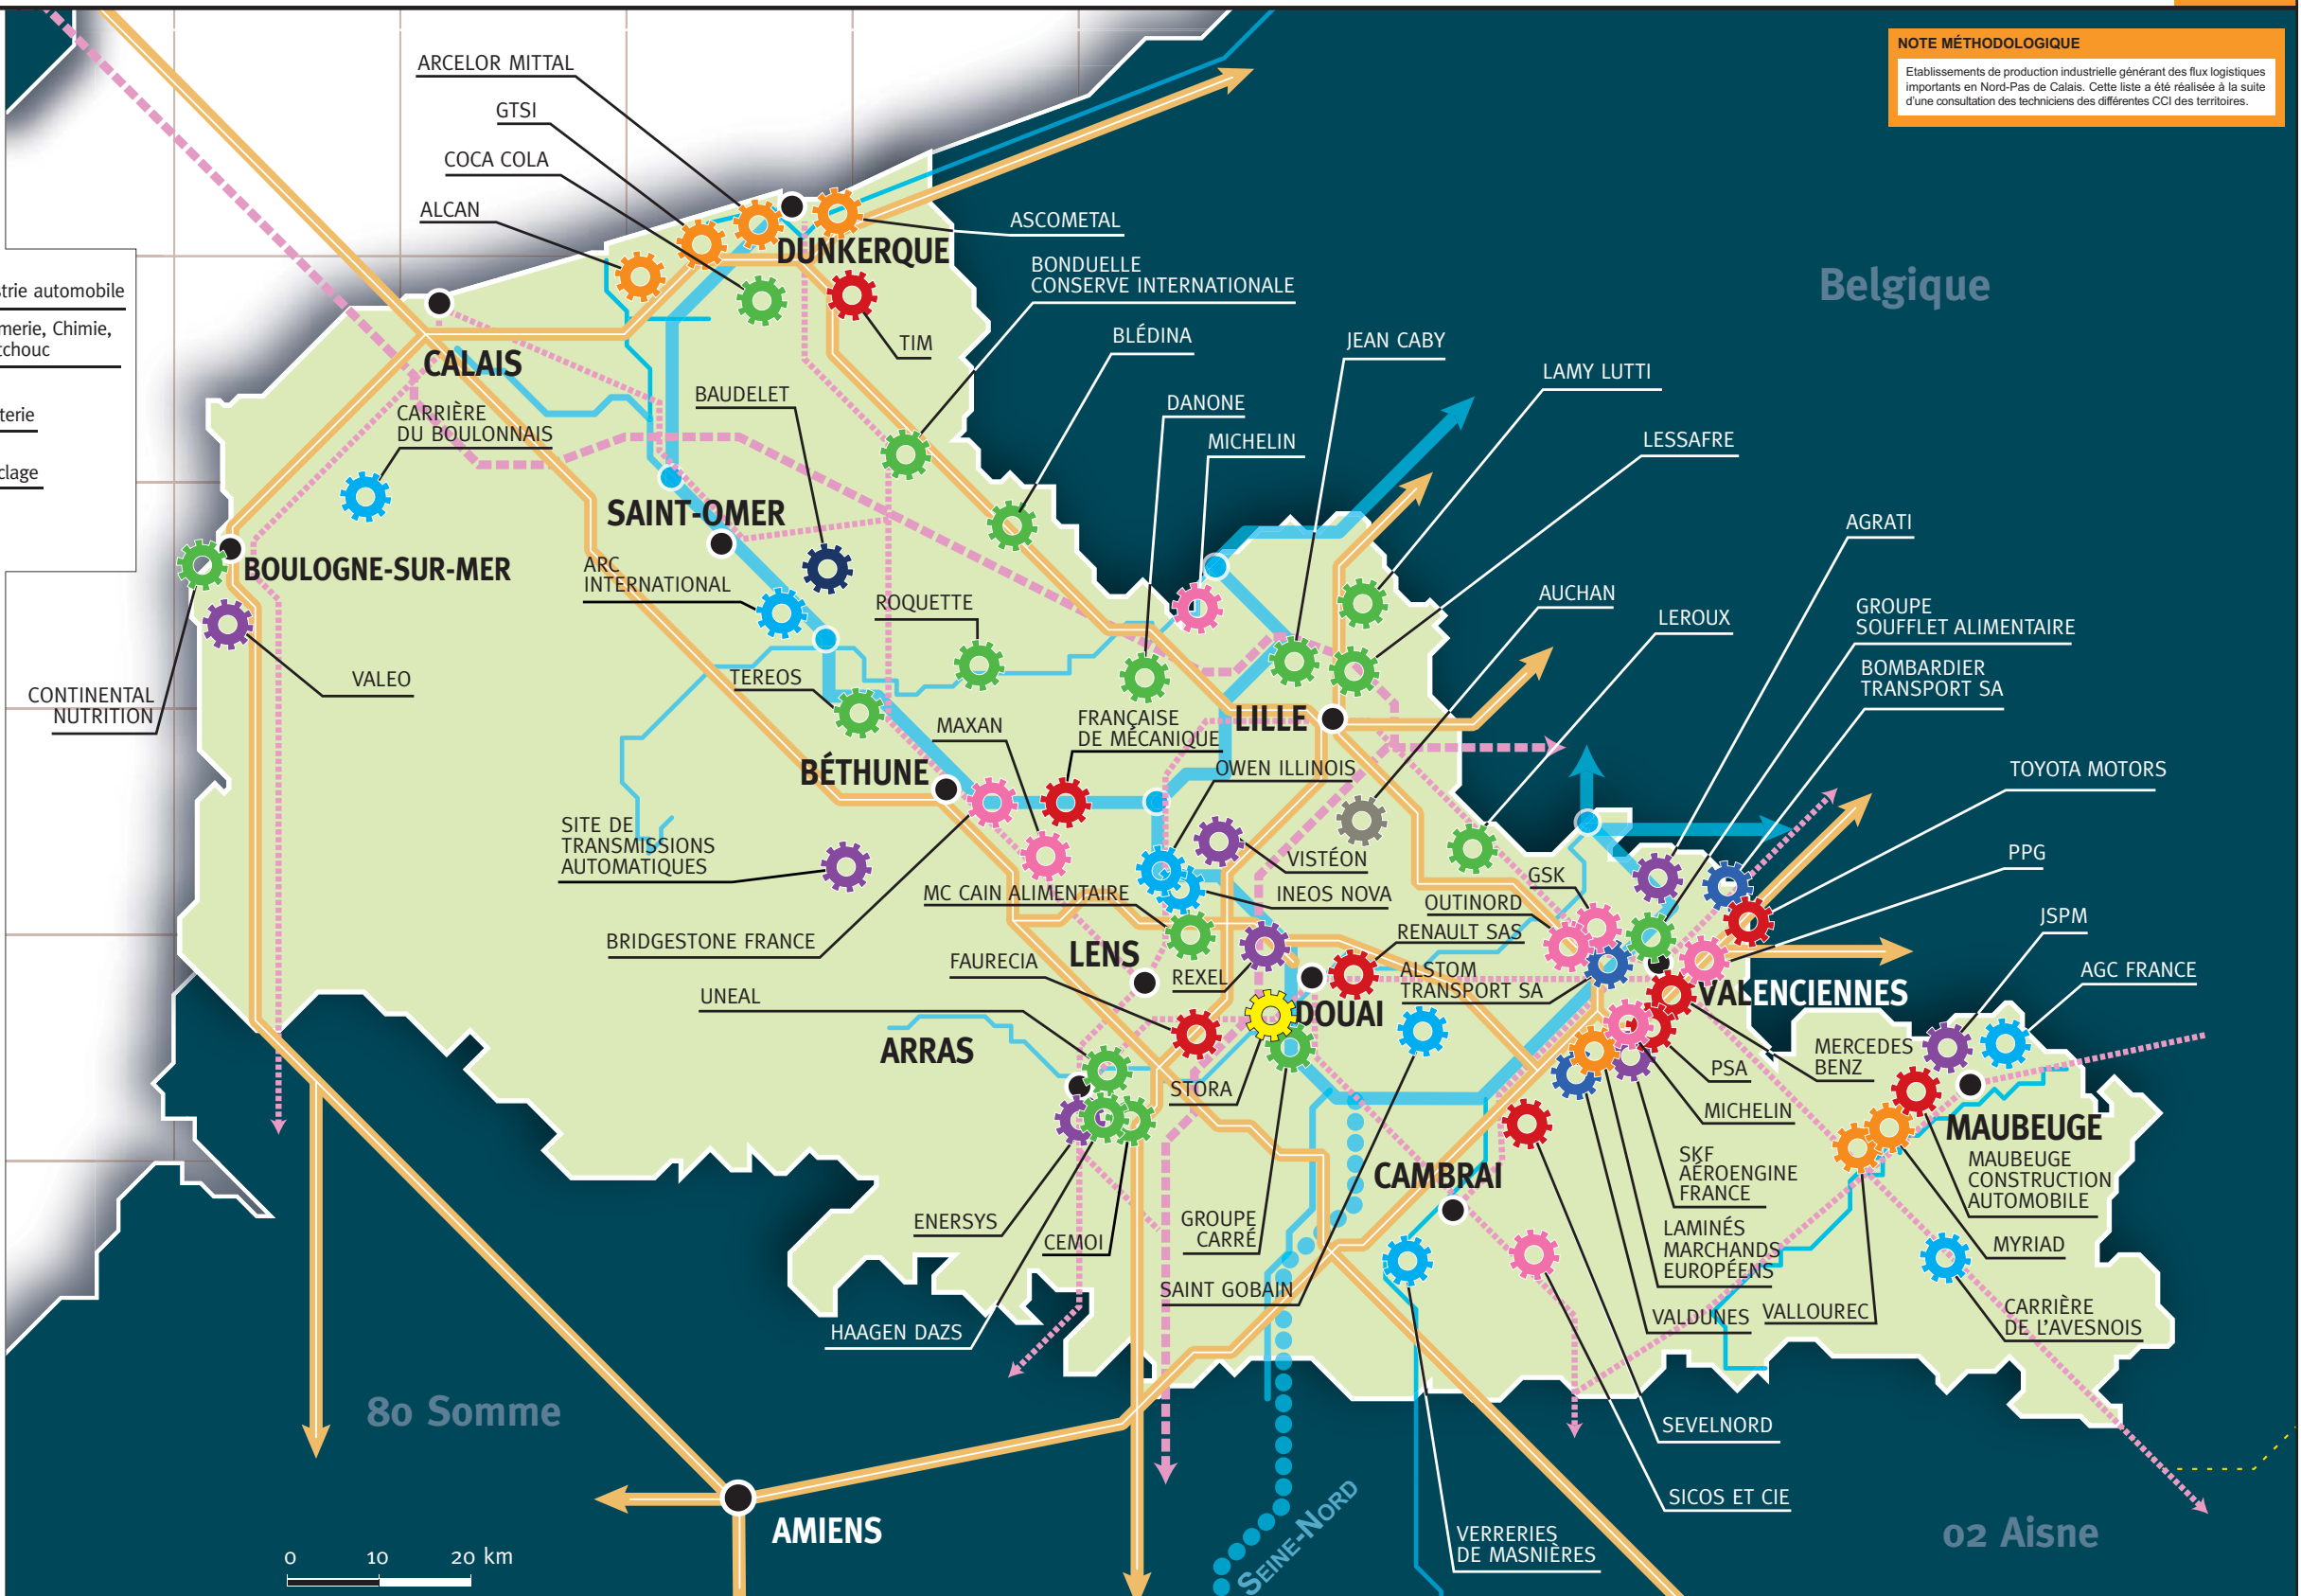 NOTE MÉTHODOLOGIQUE
Etablissements de production industrielle générant des flux logistiques
importants en Nord-Pas de Calais. Cette liste a été réalisée à la suite
d'une consultation des techniciens des différentes CCI des territoires.
ARCELOR MITTAL
GTSI
COCA COLA
ALCAN
DUNKERQUE
ASCOMETAL
BONDUELLE
CONSERVE INTERNATIONALE
Belgique
strie automobile
merie, Chimie,
tchouc
terie
clage
TIM
BLÉDINA
JEAN CABY
LAMY LUTTI
CALAIS
BAUDELET
DANONE
MICHELIN
LESSAFRE
CARRIÈRE
DU BOULONNAIS
SAINT-OMER
AGRATI
BOULOGNE-SUR-MER
ARC
INTERNATIONAL
ROQUETTE
AUCHAN
LEROUX
GROUPE
SOUFFLET ALIMENTAIRE
BOMBARDIER
TRANSPORT SA
VALEO
CONTINENTAL
NUTRITION
TEREOS
MAXAN
FRANÇAISE
DE MÉCANIQUE
LILLE
BÉTHUNE
OWEN ILLINOIS
TOYOTA MOTORS
SITE DE
TRANSMISSIONS
AUTOMATIQUES
VISTÉON
PPG
MC CAIN ALIMENTAIRE
INEOS NOVA
GSK
OUTINORD
JSPM
BRIDGESTONE FRANCE
LENS
RENAULT SAS
FAURECIA
REXEL
ALSTOM
TRANSPORT SA
AGC FRANCE
UNEAL
DOUAI
VALENCIENNES
ARRAS
STORA
MERCEDES
BENZ
PSA
MICHELIN
MAUBEUGE
MAUBEUGE
CONSTRUCTION
AUTOMOBILE
SKF
AÉROENGINE
FRANCE
CAMBRAI
ENERSYS
CEMOI
GROUPE
CARRÉ
LAMINÉS
MARCHANDS
EUROPÉENS
MYRIAD
SAINT GOBAIN
HAAGEN DAZS
VALDUNES
VALLOUREC
CARRIÈRE
DE L'AVESNOIS
80 Somme
SEVELNORD
SICOS ET CIE
AMIENS
SEINE-NORD
VERRERIES
DE MASNIÈRES
02 Aisne
0 10 20 km